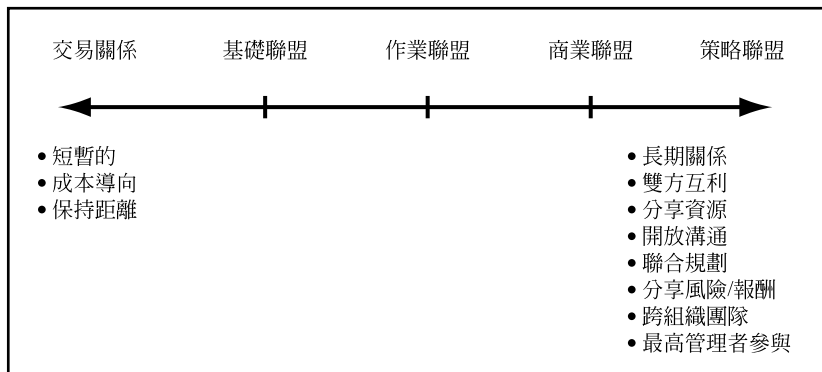 交易關係 基礎聯盟 作業聯盟 商業聯盟 策略聯盟
• 短暫的
• 成本導向
• 保持距離
• 長期關係
• 雙方互利
• 分享資源
• 開放溝通
• 聯合規劃
• 分享風險/報酬
• 跨組織團隊
• 最高管理者參與